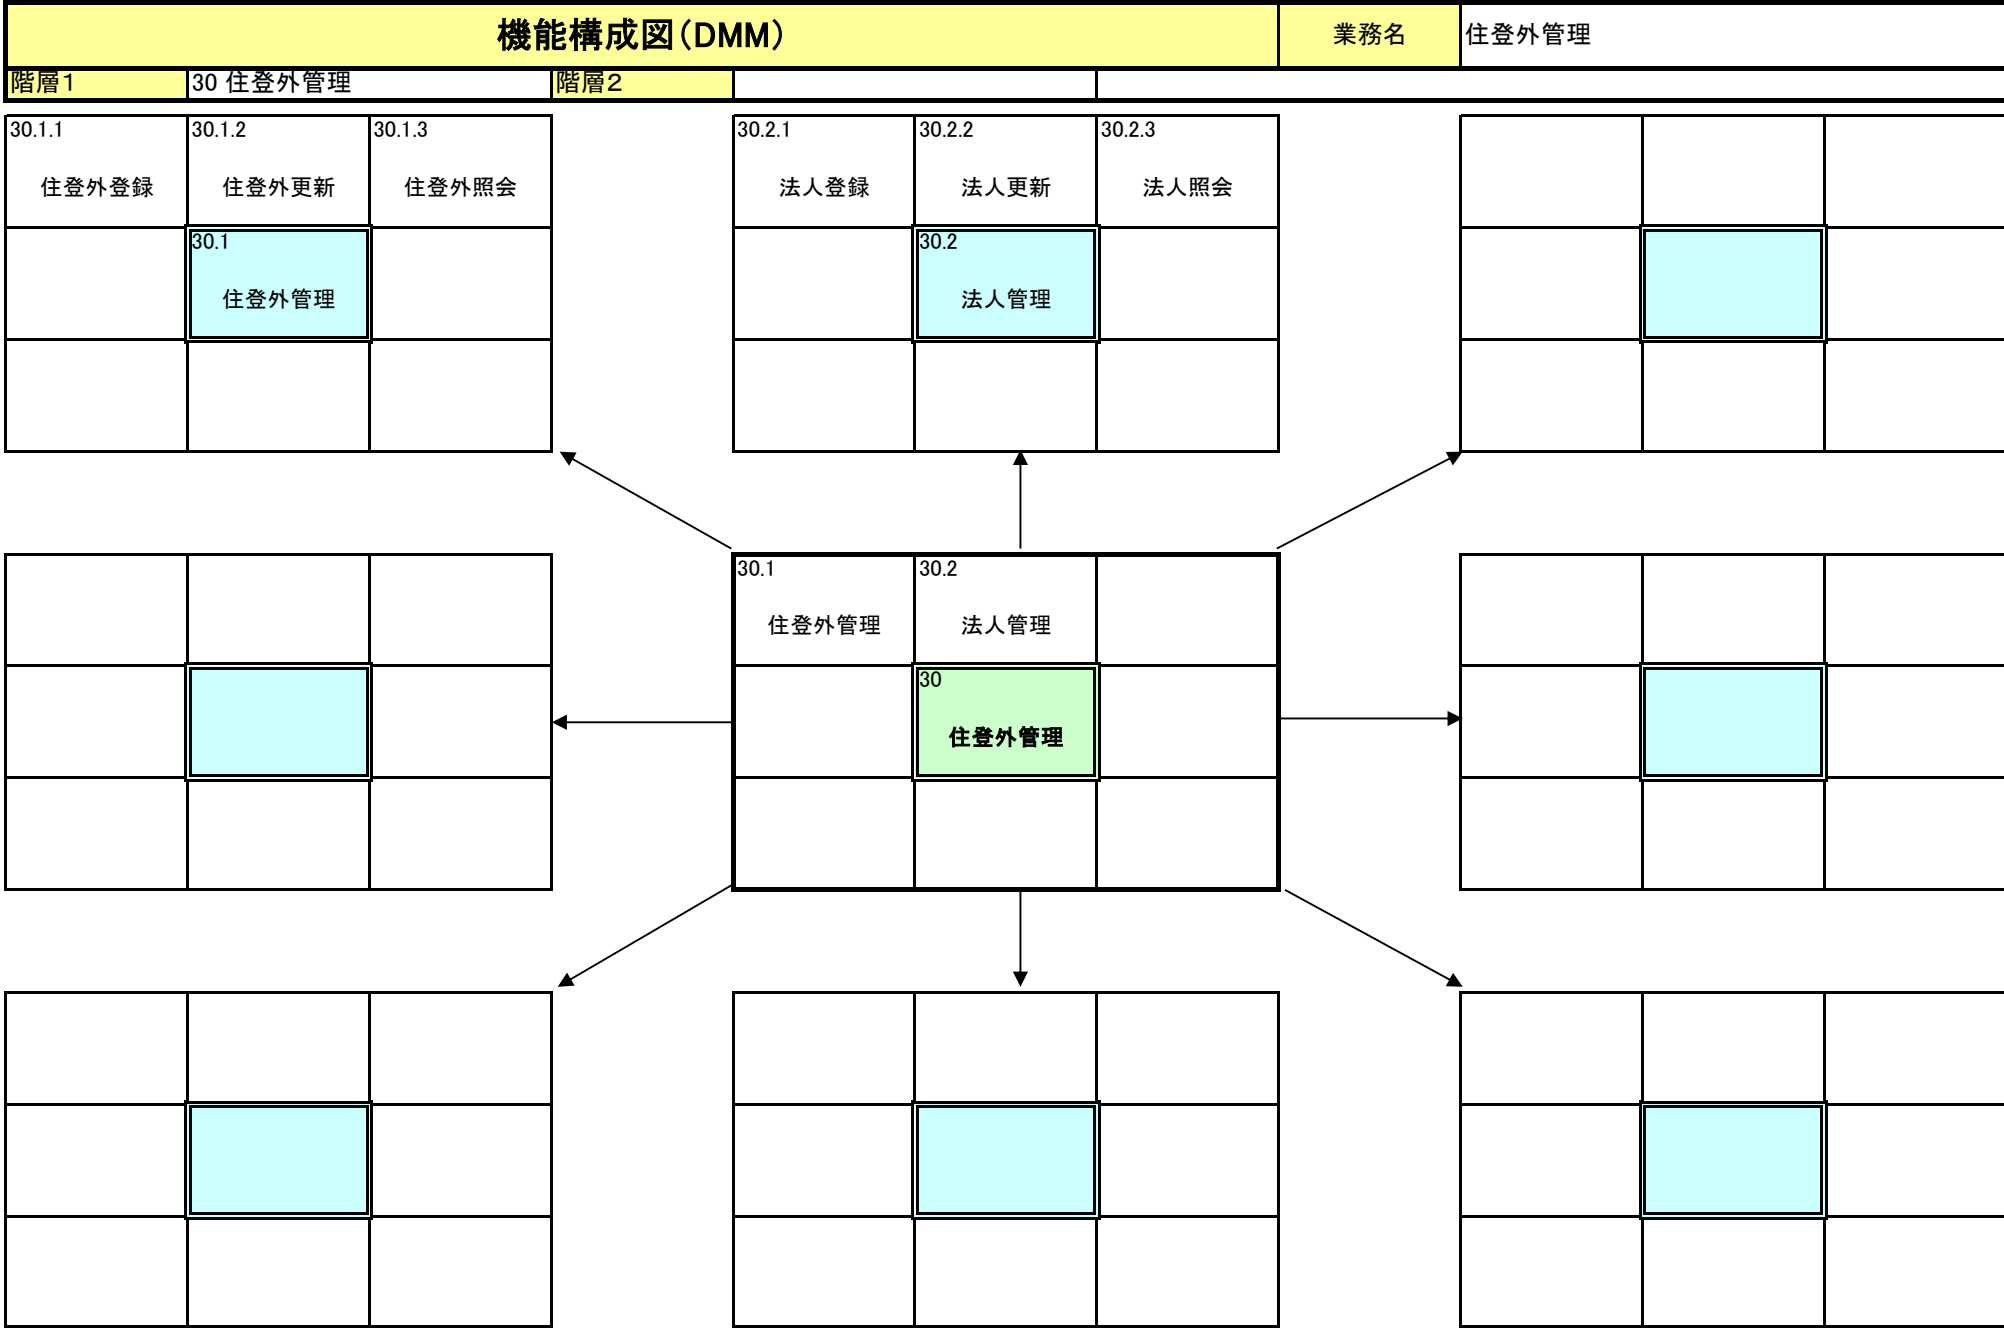 機能構成図(DMM)
業務名
住登外管理
階層1
30 住登外管理
階層2
30.1.1
30.1.2
30.1.3
住登外登録
住登外更新
住登外照会
30.1
住登外管理
30.2.1
30.2.2
30.2.3
法人登録
法人更新
法人照会
30.2
法人管理
30.1
30.2
住登外管理
法人管理
30
住登外管理